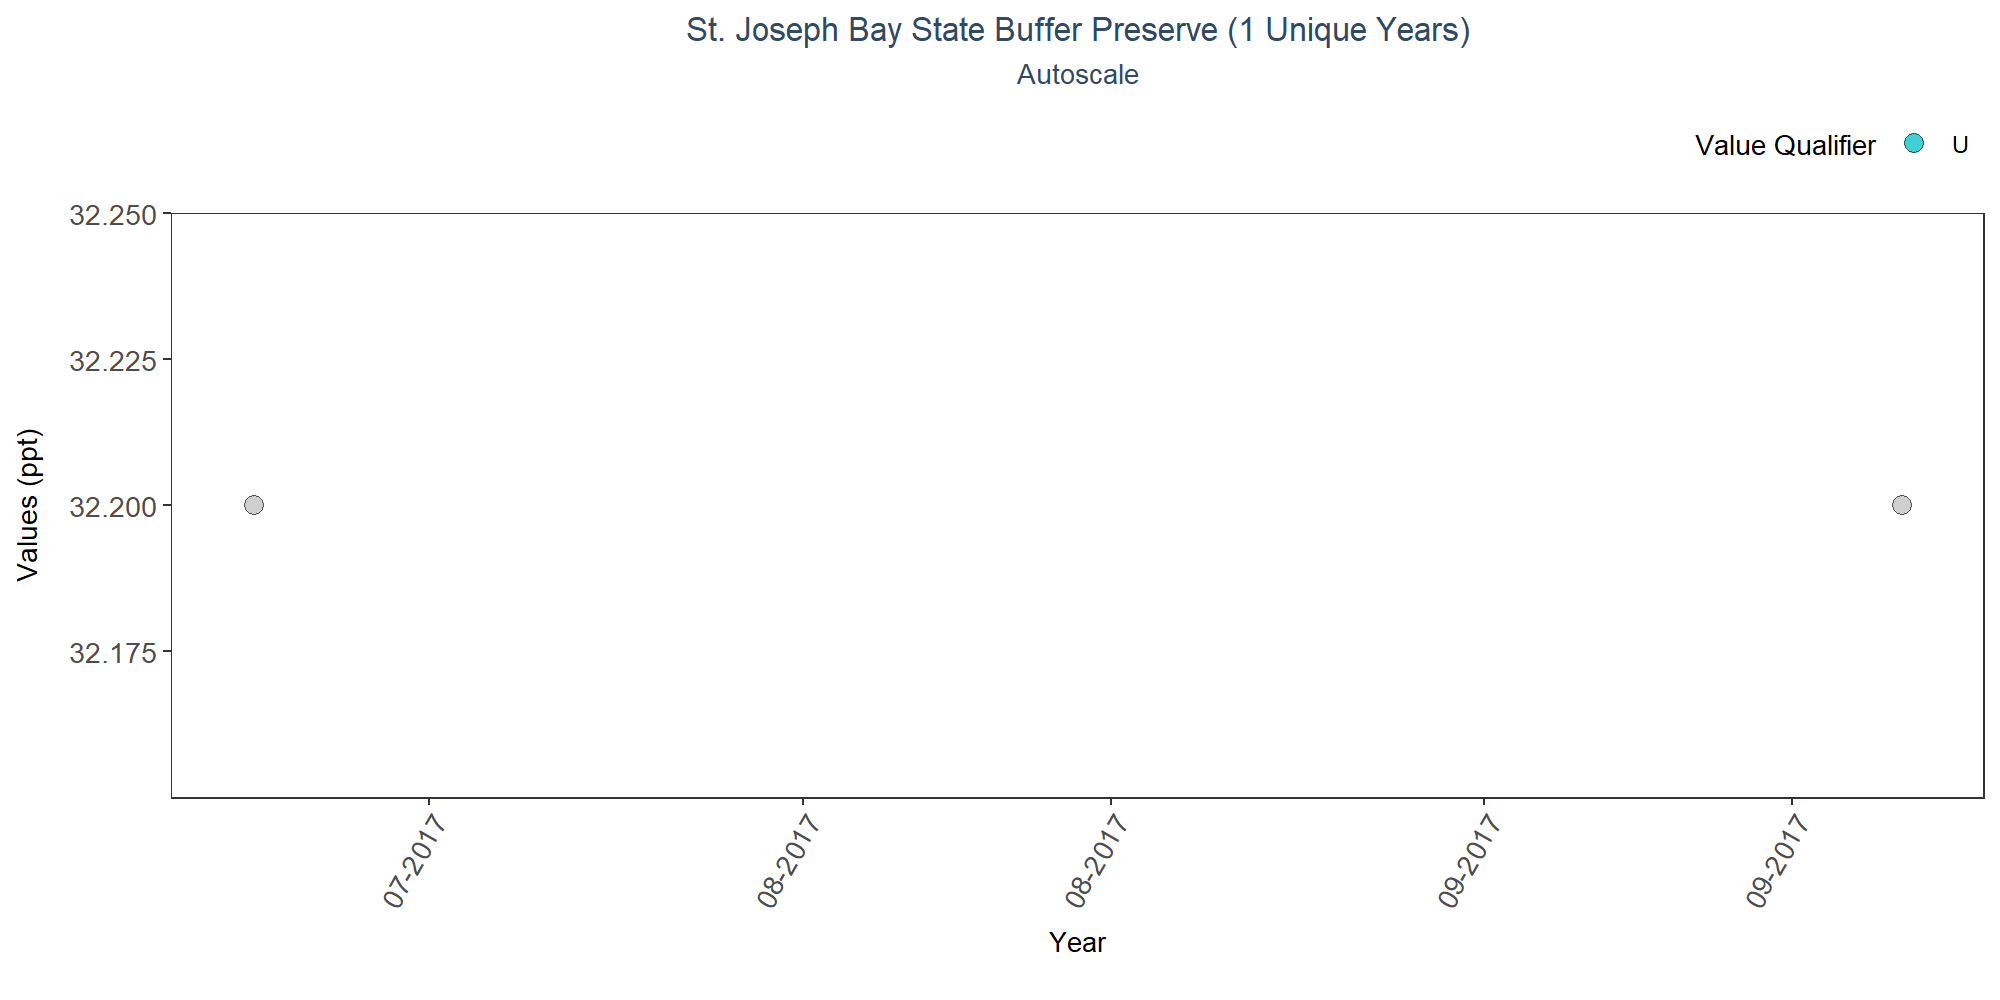 St. Joseph Bay State Buffer Preserve (1 Unique Years)
Autoscale
Value Qualifier U
32.250
32.225
32.200
32.175
Values (ppt)
07-2017
08-2017
08-2017
09-2017
09-2017
Year